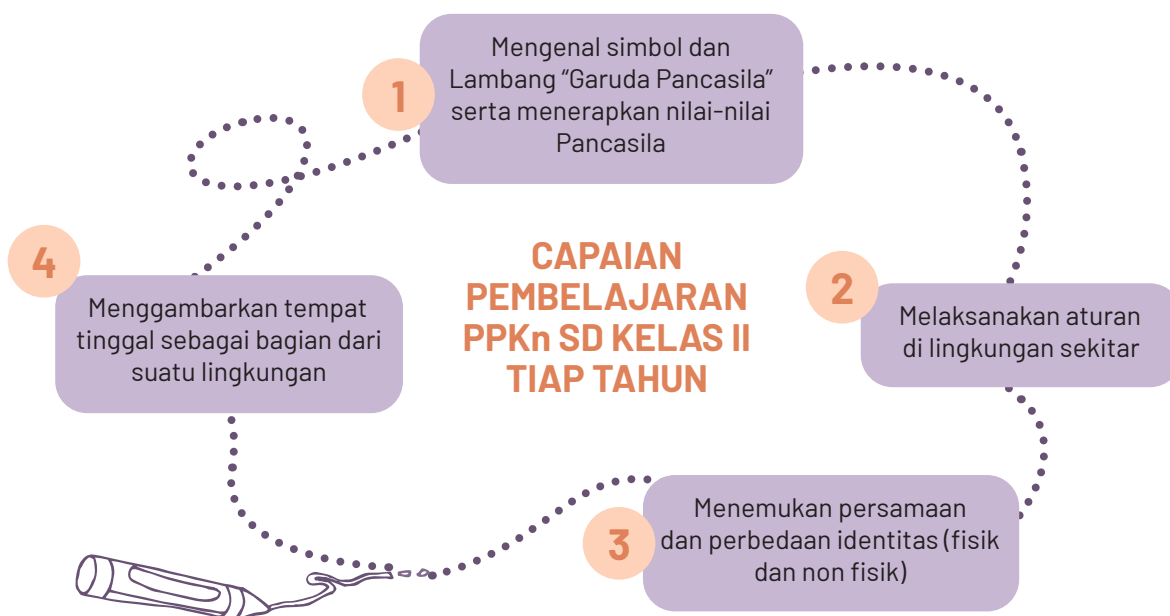 1
Mengenal simbol dan
Lambang “Garuda Pancasila”
serta menerapkan nilai-nilai
Pancasila
CAPAIAN
PEMBELAJARAN
PPKn SD KELAS II
TIAP TAHUN
2
Melaksanakan aturan
di lingkungan sekitar
3
Menemukan persamaan
dan perbedaan identitas (fisik
dan non fisik)
4
Menggambarkan tempat
tinggal sebagai bagian dari
suatu lingkungan